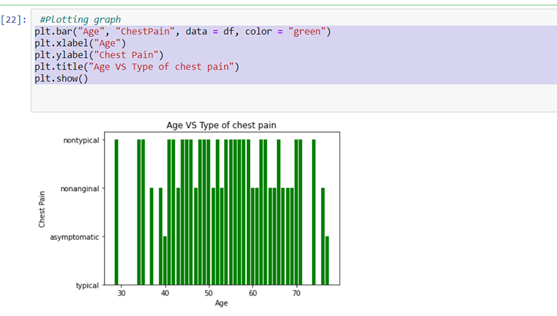 [22]: #Plotting graph
plt.bar("Age", "ChestPain", data = df, color = "green")
plt.xlabel("Age")
plt.ylabel("Chest Pain")
plt.title("Age VS Type of chest pain")
plt.show()
Age VS Type of chest pain
nontypical
nonanginal
asymptomatic
typical
Chest Pain
30 40 50 60 70
Age